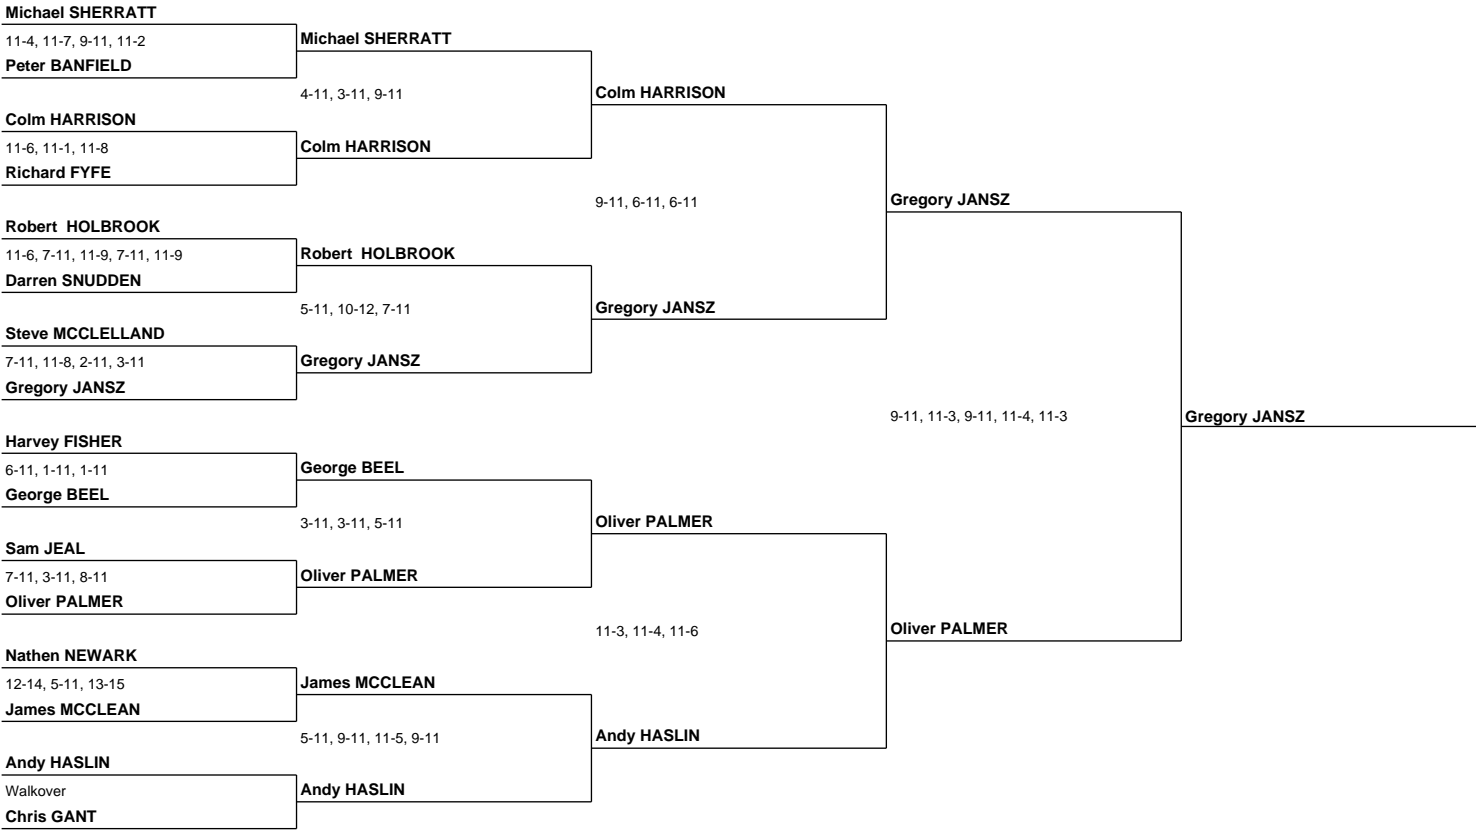 Michael SHERRATT
11-4, 11-7, 9-11, 11-2
Peter BANFIELD
Colm HARRISON
11-6, 11-1, 11-8
Richard FYFE
Robert  HOLBROOK
11-6, 7-11, 11-9, 7-11, 11-9
Darren SNUDDEN
Steve MCCLELLAND
7-11, 11-8, 2-11, 3-11
Gregory JANSZ
Harvey FISHER
6-11, 1-11, 1-11
George BEEL
Sam JEAL
7-11, 3-11, 8-11
Oliver PALMER
Nathen NEWARK
12-14, 5-11, 13-15
James MCCLEAN
Andy HASLIN
Walkover
Chris GANT
Michael SHERRATT
4-11, 3-11, 9-11
Colm HARRISON
Robert  HOLBROOK
5-11, 10-12, 7-11
Gregory JANSZ
George BEEL
3-11, 3-11, 5-11
Oliver PALMER
James MCCLEAN
5-11, 9-11, 11-5, 9-11
Andy HASLIN
Colm HARRISON
9-11, 6-11, 6-11
Gregory JANSZ
Oliver PALMER
11-3, 11-4, 11-6
Andy HASLIN
Gregory JANSZ
9-11, 11-3, 9-11, 11-4, 11-3
Oliver PALMER
Gregory JANSZ